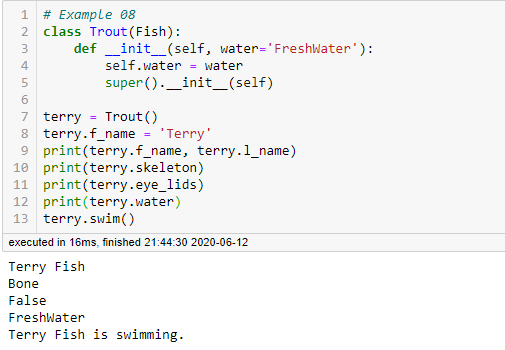 1 # Example 08
2 class Trout(Fish):
3     def __init__(self, water='FreshWater'):
4         self.water = water
5         super().__init__(self)
6
7 terry = Trout()
8 terry.f_name = 'Terry'
9 print(terry.f_name, terry.l_name)
10 print(terry.skeleton)
11 print(terry.eye_lids)
12 print(terry.water)
13 terry.swim()
executed in 16ms, finished 21:44:30 2020-06-12
Terry Fish
Bone
False
FreshWater
Terry Fish is swimming.